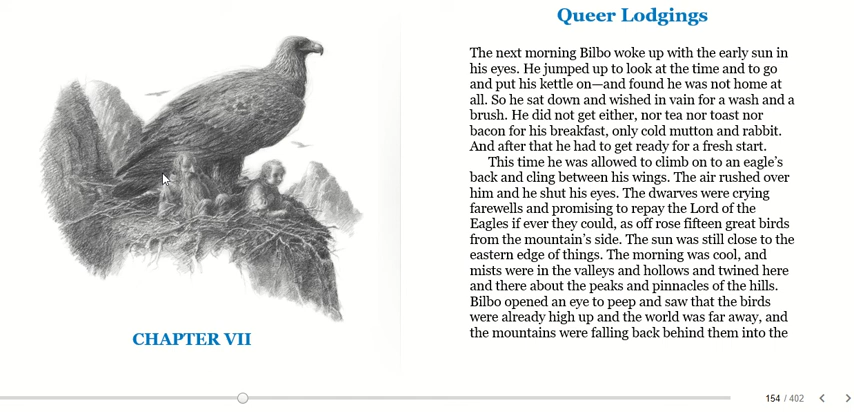 CHAPTER VII
Queer Lodgings
The next morning Bilbo woke up with the early sun in
his eyes. He jumped up to look at the time and to go
and put his kettle on—and found he was not home at
all. So he sat down and wished in vain for a wash and a
brush. He did not get either, nor tea nor toast nor
bacon for his breakfast, only cold mutton and rabbit.
And after that he had to get ready for a fresh start.
This time he was allowed to climb on to an eagle’s
back and cling between his wings. The air rushed over
him and he shut his eyes. The dwarves were crying
farewells and promising to repay the Lord of the
Eagles if ever they could, as off rose fifteen great birds
from the mountain’s side. The sun was still close to the
eastern edge of things. The morning was cool, and
mists were in the valleys and hollows and twined here
and there about the peaks and pinnacles of the hills.
Bilbo opened an eye to peep and saw that the birds
were already high up and the world was far away, and
the mountains were falling back behind them into the
154 / 402